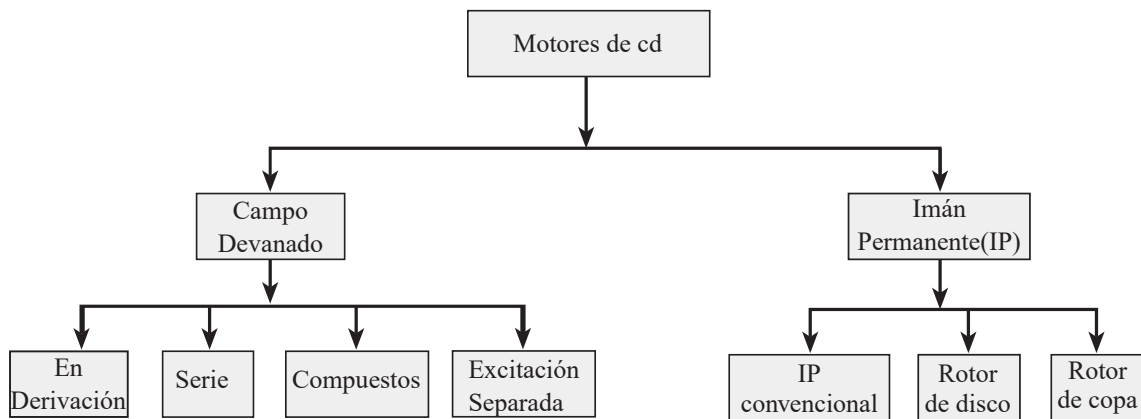 Motores de cd
Campo
Devanado
Imán
Permanente(IP)
En
Derivación
Serie
Compuestos
Excitación
Separada
IP
convencional
Rotor
de disco
Rotor
de copa